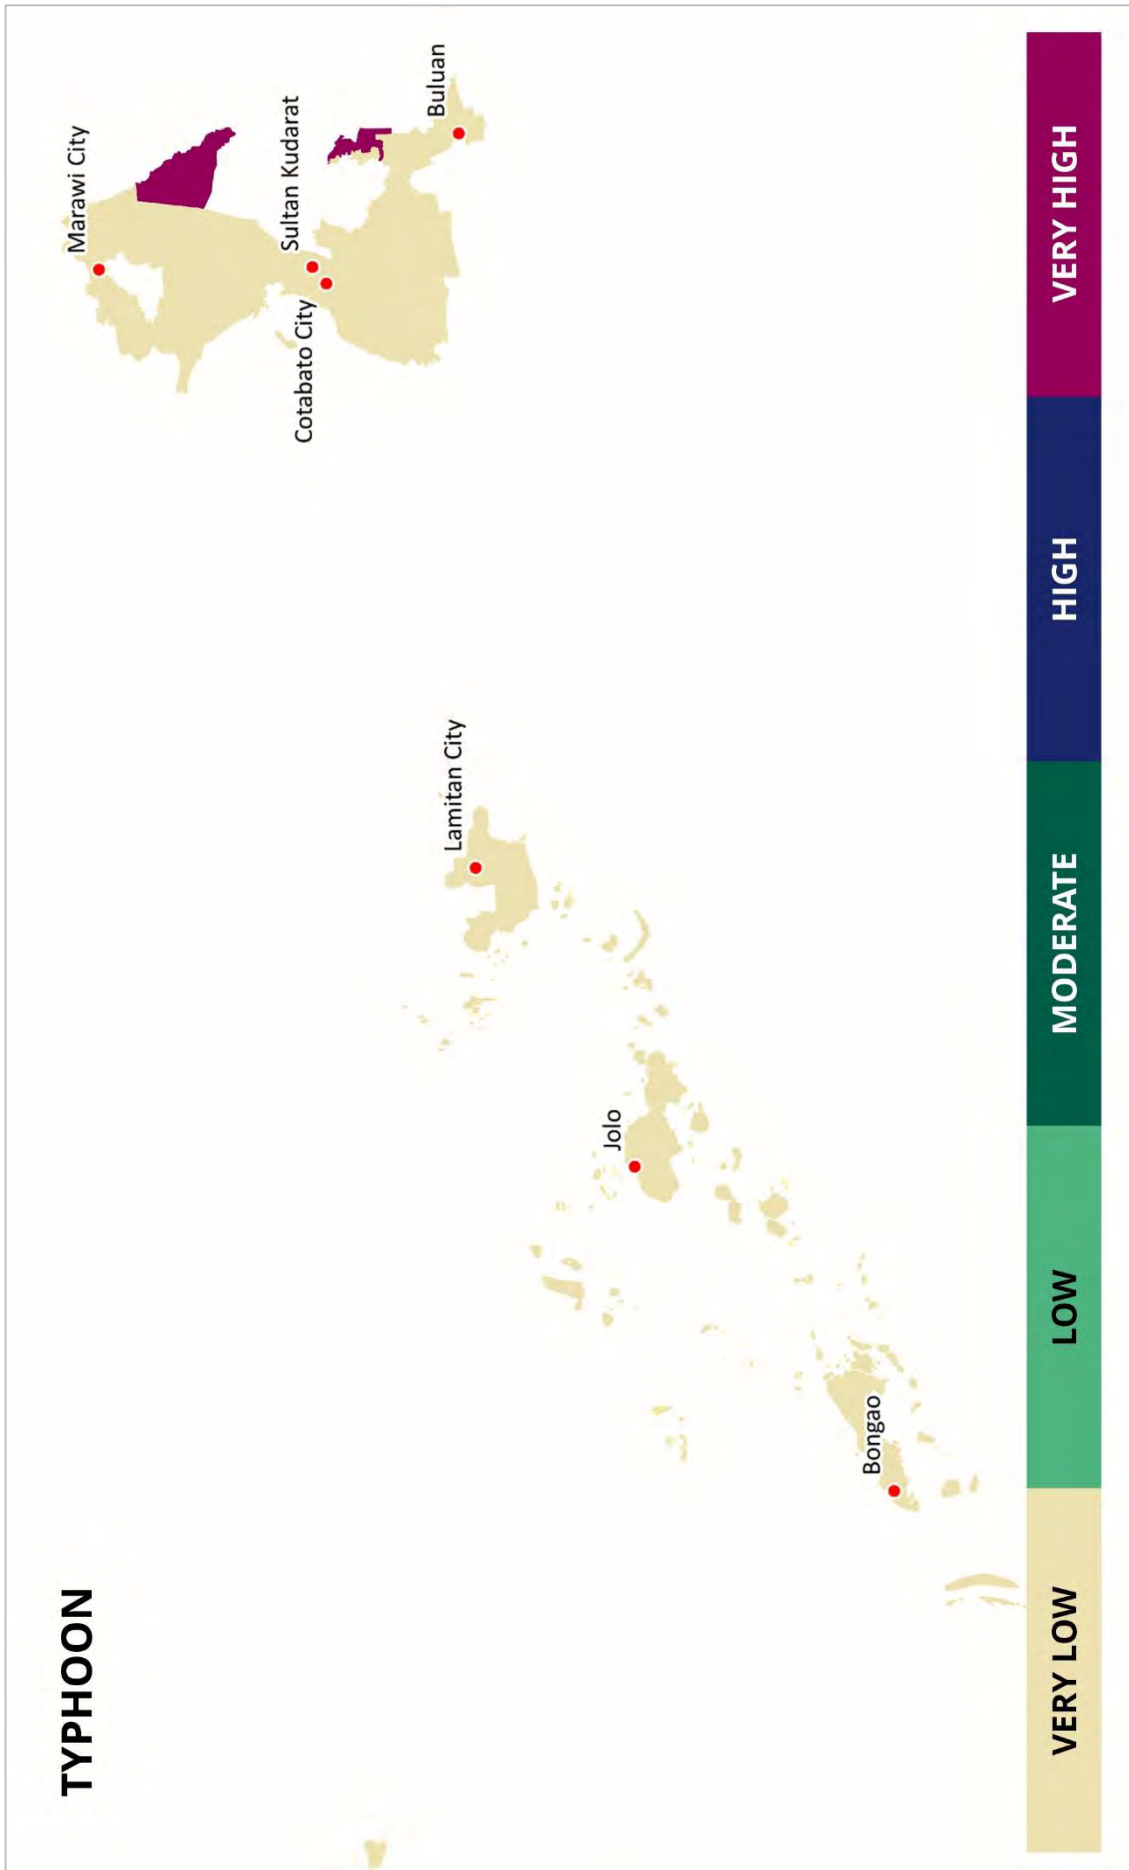 TYPHOON
Marawi City
Sultan Kudarat
Cotabato City
Buluan
Lamitan City
Jolo
Bongao
VERY LOW
LOW
MODERATE
HIGH
VERY HIGH